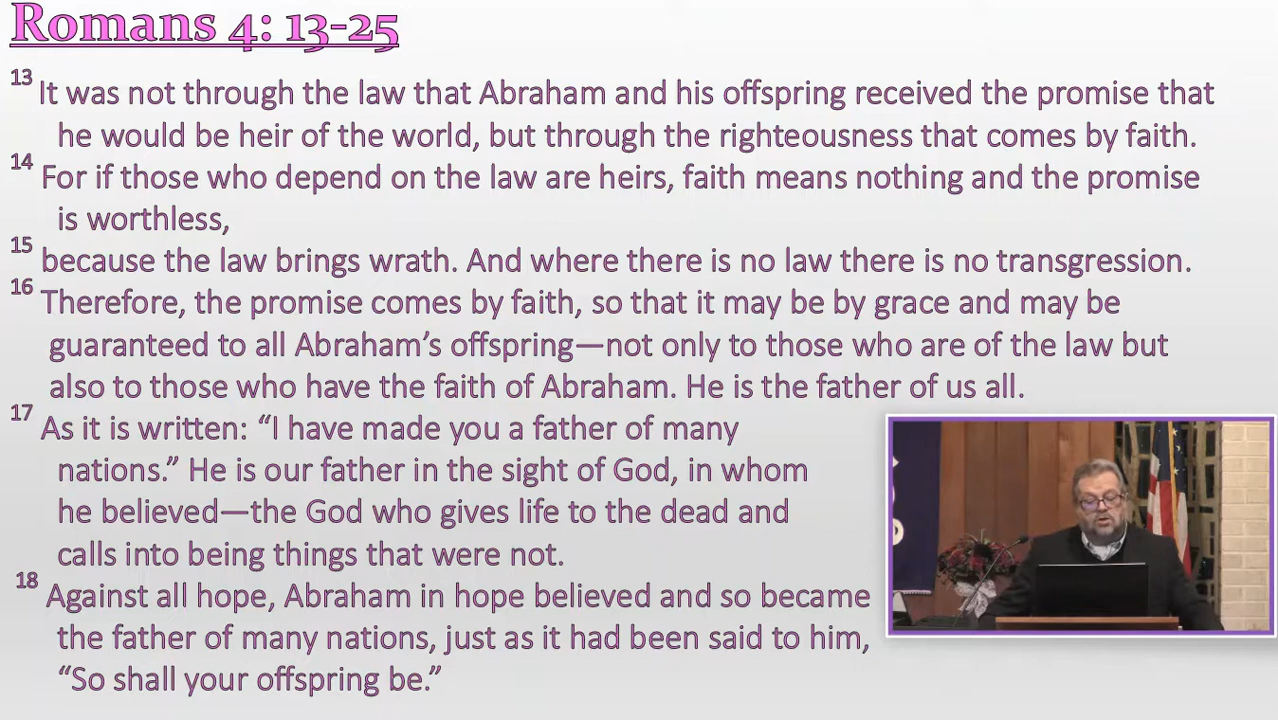 Romans 4: 13-25
13 It was not through the law that Abraham and his offspring received the promise that
he would be heir of the world, but through the righteousness that comes by faith.
14 For if those who depend on the law are heirs, faith means nothing and the promise
is worthless,
15 because the law brings wrath. And where there is no law there is no transgression.
16 Therefore, the promise comes by faith, so that it may be by grace and may be
guaranteed to all Abraham’s offspring—not only to those who are of the law but
also to those who have the faith of Abraham. He is the father of us all.
17 As it is written: “I have made you a father of many
nations.” He is our father in the sight of God, in whom
he believed—the God who gives life to the dead and
calls into being things that were not.
18 Against all hope, Abraham in hope believed and so became
the father of many nations, just as it had been said to him,
“So shall your offspring be.”